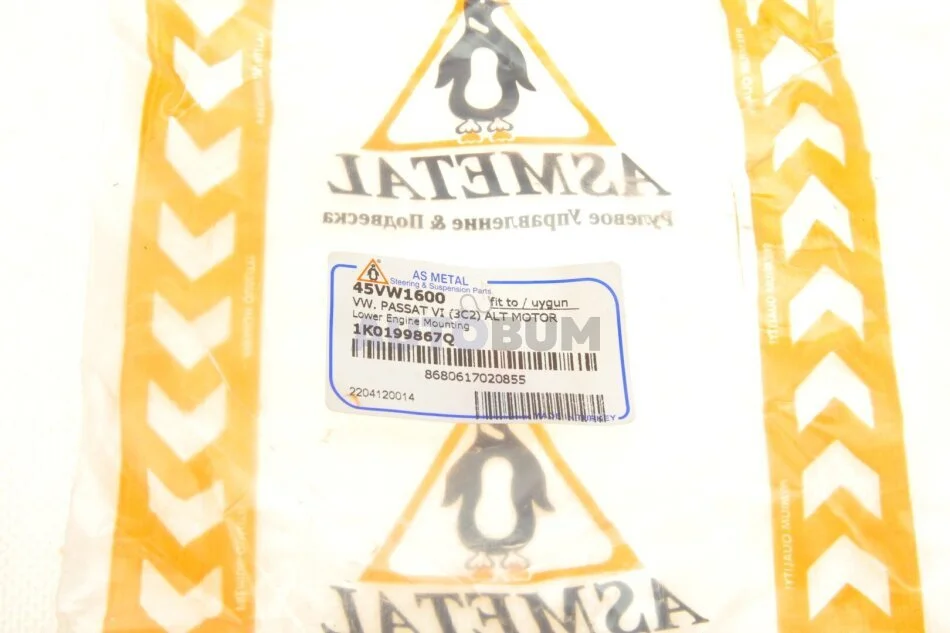 ASMETAL
Рулевое Управление & Подвеска
AS METAL
Steering & Suspension Parts
45VW1600
fit to / uygun
VW. PASSAT VI (3C2) ALT MOTOR
Lower Engine Mounting
1K0199867Q
BUM
8680617020855
2204120014
MADE IN TURKEY
ASMETAL